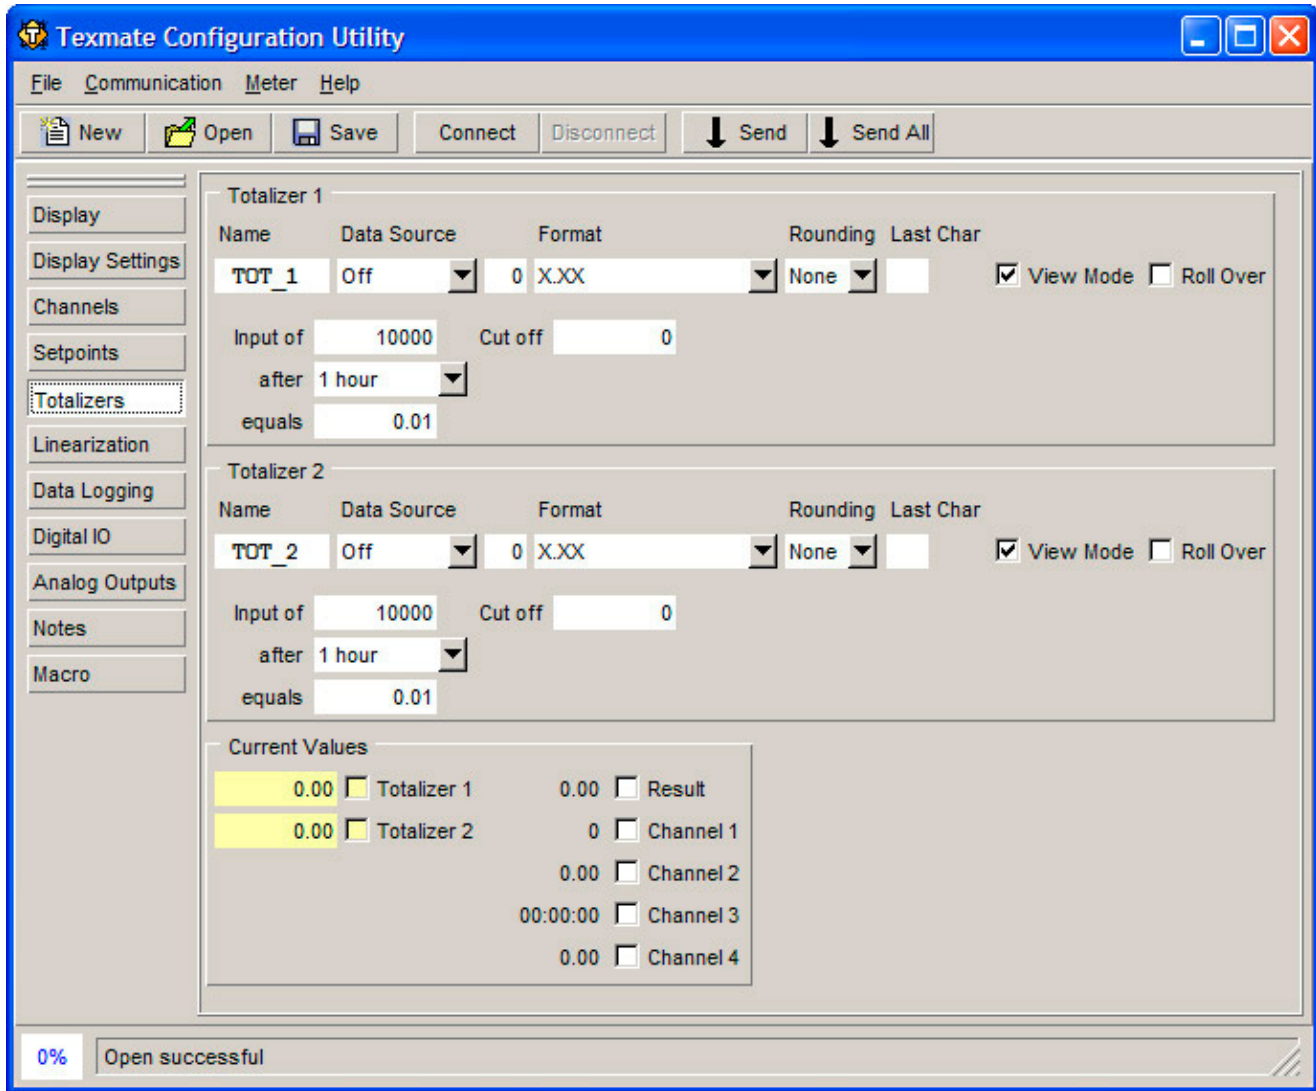 Texmate Configuration Utility
File Communication Meter Help
New Open Save Connect Disconnect Send Send All
Display
Display Settings
Channels
Setpoints
Totalizers
Linearization
Data Logging
Digital IO
Analog Outputs
Notes
Macro
Totalizer 1
Name Data Source Format Rounding Last Char
TOT_1 Off 0 X.XX None View Mode Roll Over
Input of 10000 Cut off 0
after 1 hour
equals 0.01
Totalizer 2
Name Data Source Format Rounding Last Char
TOT_2 Off 0 X.XX None View Mode Roll Over
Input of 10000 Cut off 0
after 1 hour
equals 0.01
Current Values
0.00 Totalizer 1 0.00 Result
0.00 Totalizer 2 0 Channel 1
0.00 Channel 2
00:00:00 Channel 3
0.00 Channel 4
0% Open successful